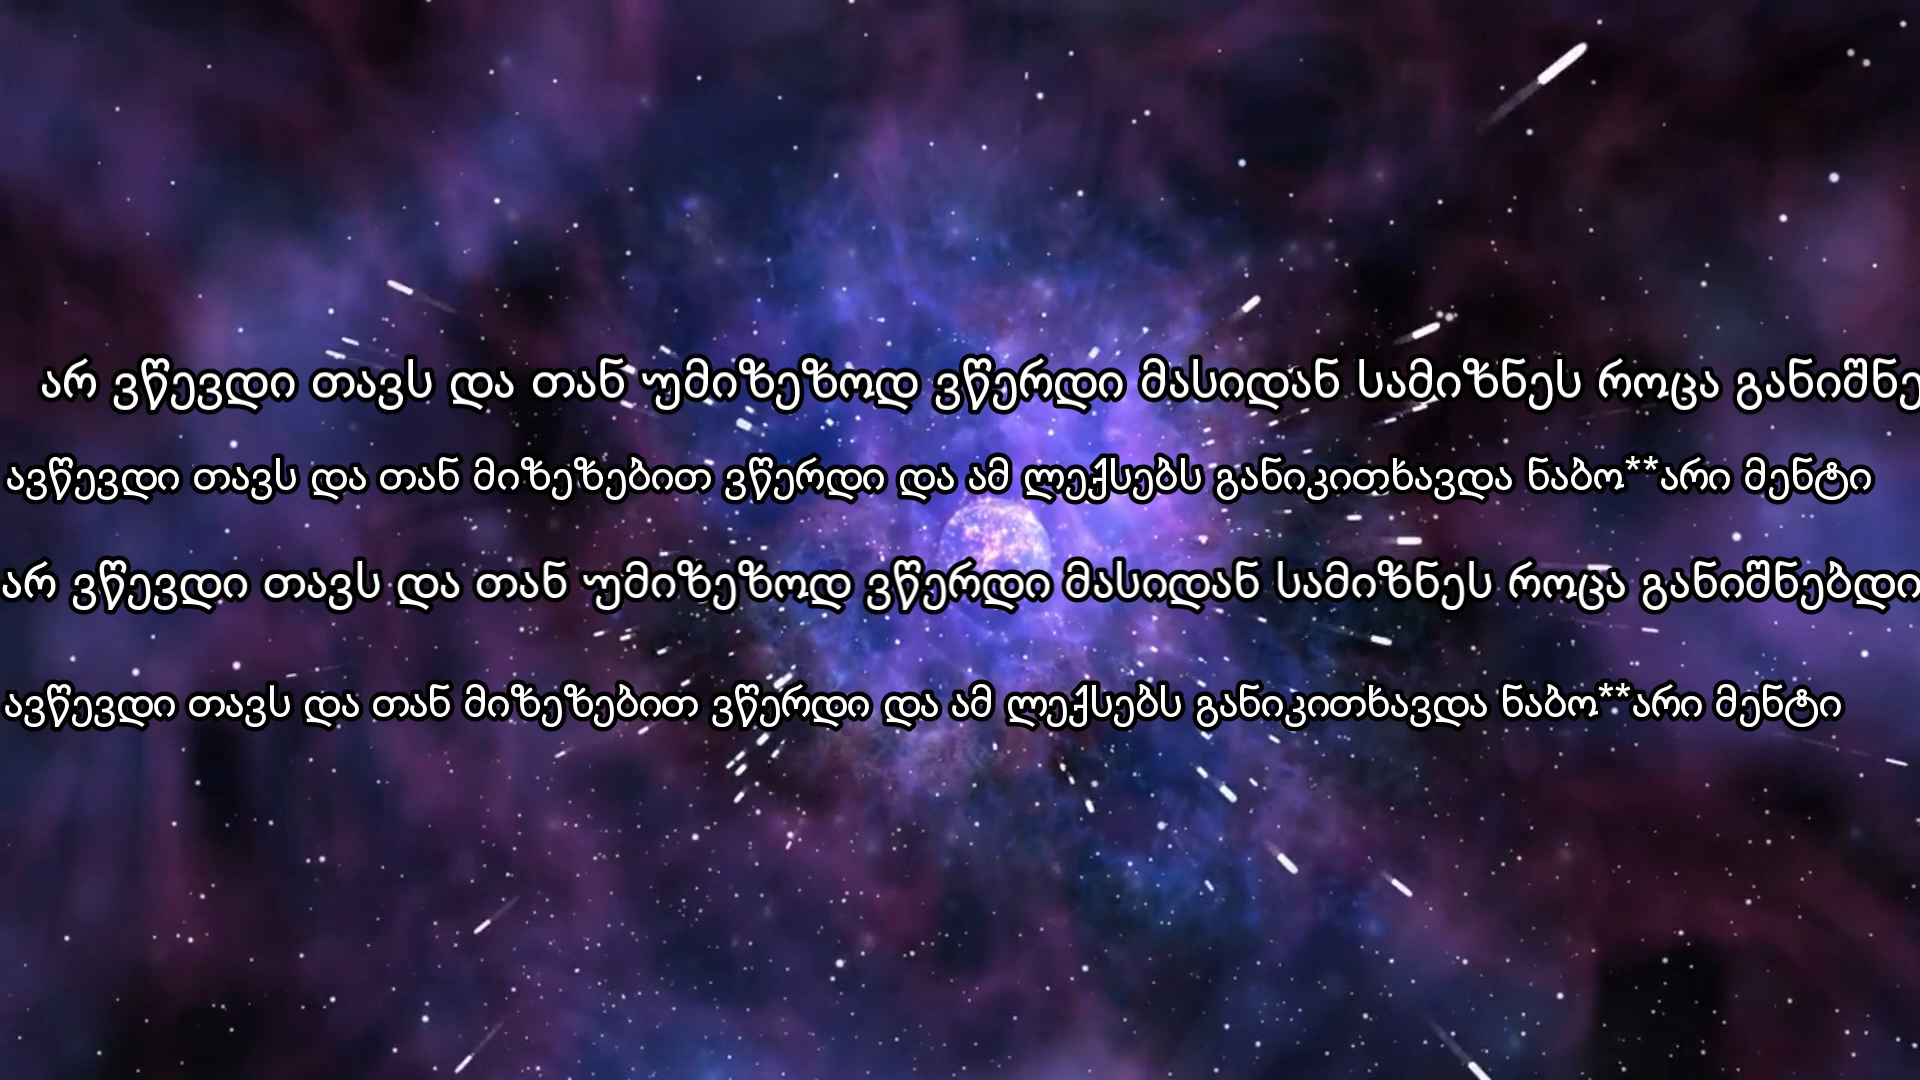 არ ვწევდი თავს და თან უმიზეზოდ ვწერდი მასიდან სამიზნეს როცა განიშნე
ავწევდი თავს და თან მიზეზებით ვწერდი და ამ ლექსებს განიკითხავდა ნაბო**არი მენტი
არ ვწევდი თავს და თან უმიზეზოდ ვწერდი მასიდან სამიზნეს როცა განიშნებდი
ავწევდი თავს და თან მიზეზებით ვწერდი და ამ ლექსებს განიკითხავდა ნაბო**არი მენტი